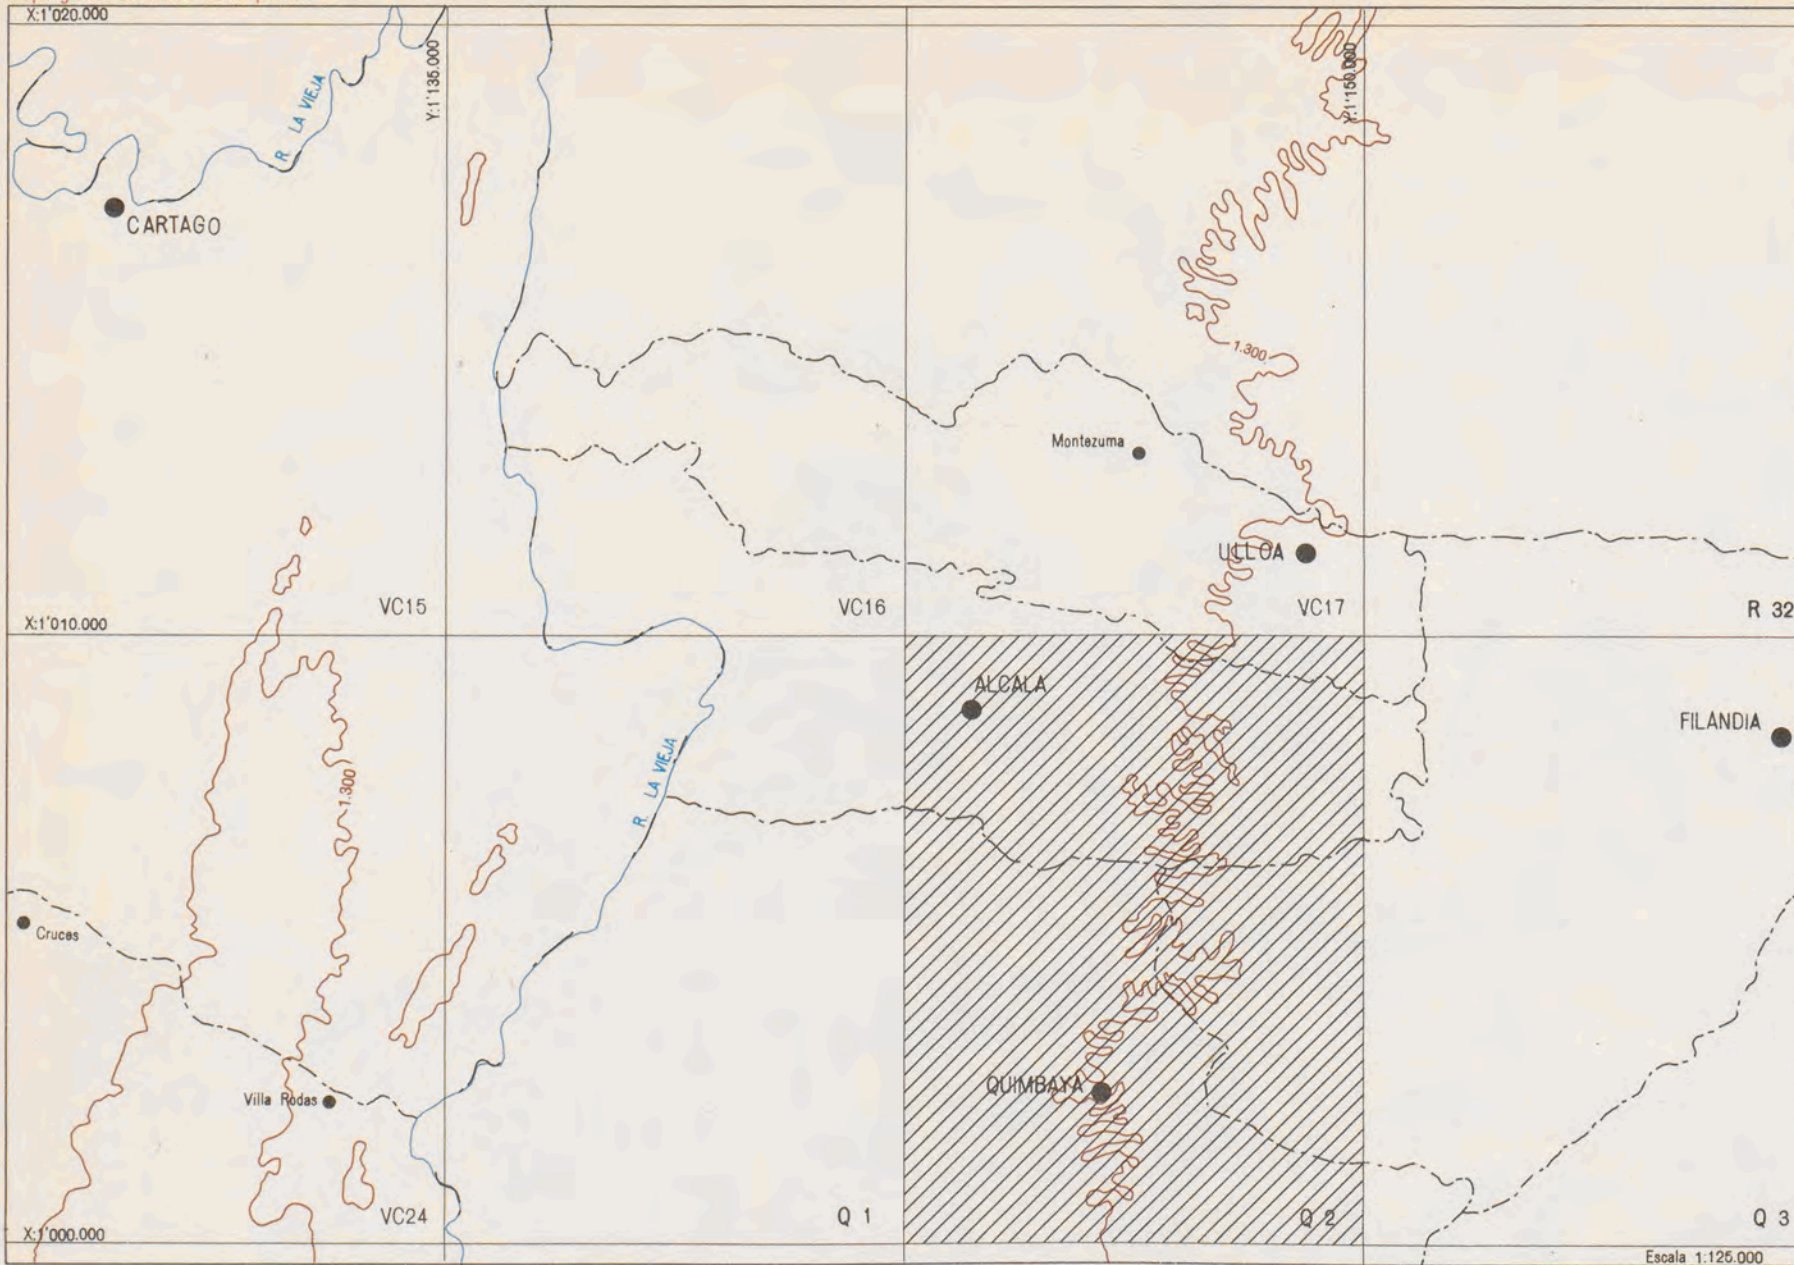 X:1'020.000
Y:1'135.000
Y:1'150.000
R. LA VIEJA
CARTAGO
1.300
Montezuma
ULLOA
VC15
VC16
VC17
R 32
X:1'010.000
ALCALA
FILANDIA
R. LA VIEJA
1.300
Cruces
Villa Rodas
QUIMBAYA
VC24
Q 1
Q 2
Q 3
X:1'000.000
Escala 1:125.000